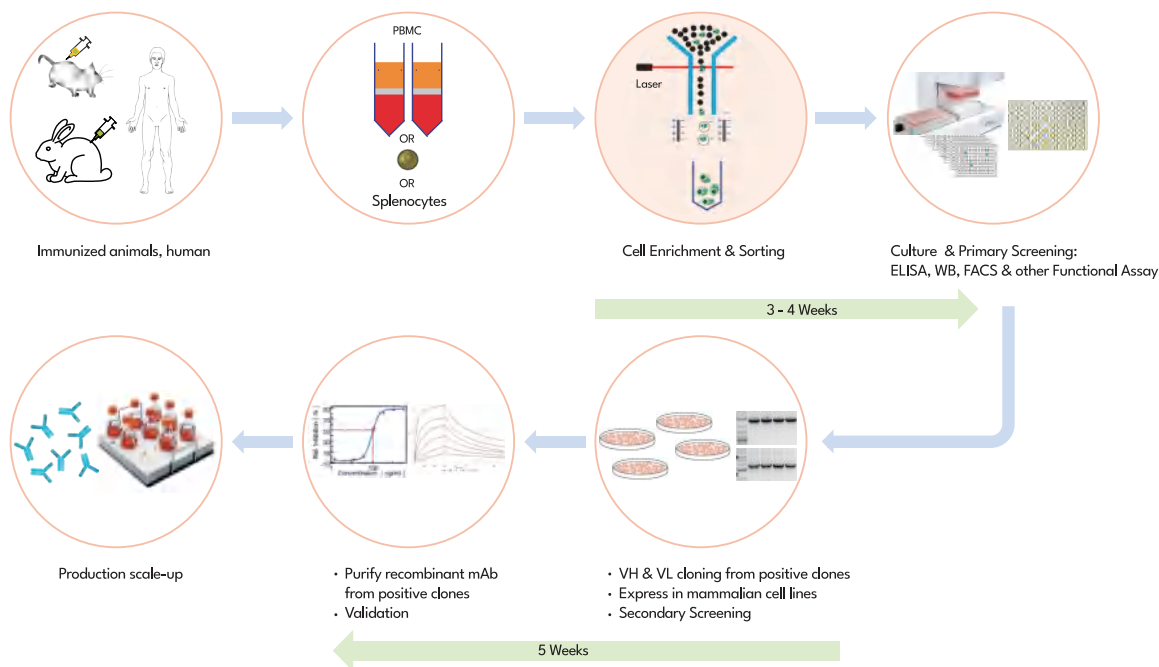 PBMC
OR
OR
Splenocytes
Laser
Immunized animals, human
Cell Enrichment & Sorting
Culture & Primary Screening:
ELISA, WB, FACS & other Functional Assay
3 - 4 Weeks
Concentration
Production scale-up
· Purify recombinant mAb
from positive clones
· Validation
· VH & VL cloning from positive clones
· Express in mammalian cell lines
· Secondary Screening
5 Weeks